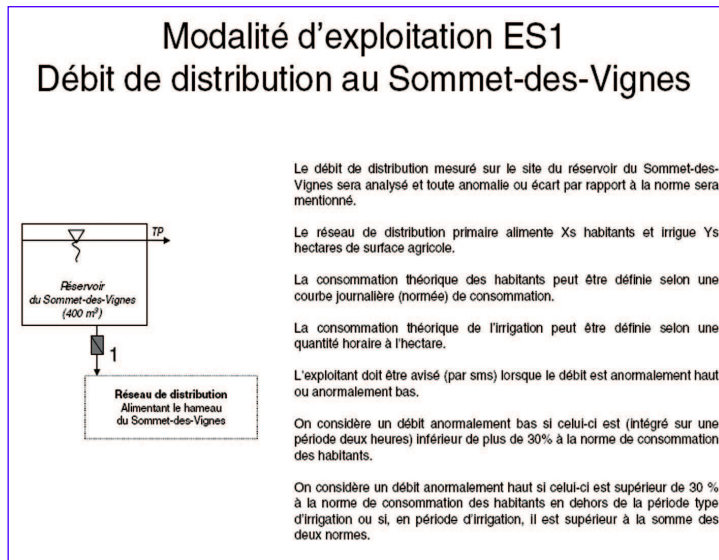 Modalité d'exploitation ES1
Débit de distribution au Sommet-des-Vignes
Le débit de distribution mesuré sur le site du réservoir du Sommet-des-
Vignes sera analysé et toute anomalie ou écart par rapport à la norme sera
mentionné.
Le réseau de distribution primaire alimente Xs habitants et irrigue Ys
hectares de surface agricole.
La consommation théorique des habitants peut être définie selon une
courbe journalière (normée) de consommation.
La consommation théorique de l'irrigation peut être définie selon une
quantité horaire à l'hectare.
L'exploitant doit être avisé (par sms) lorsque le débit est anormalement haut
ou anormalement bas.
On considère un débit anormalement bas si celui-ci est (intégré sur une
période deux heures) inférieur de plus de 30% à la norme de consommation
des habitants.
On considère un débit anormalement haut si celui-ci est supérieur de 30 %
à la norme de consommation des habitants en dehors de la période type
d'irrigation ou si, en période d'irrigation, il est supérieur à la somme des
deux normes.
TP
Réservoir
du Sommet-des-Vignes
(400 m³)
1
Réseau de distribution
Alimentant le hameau
du Sommet-des-Vignes